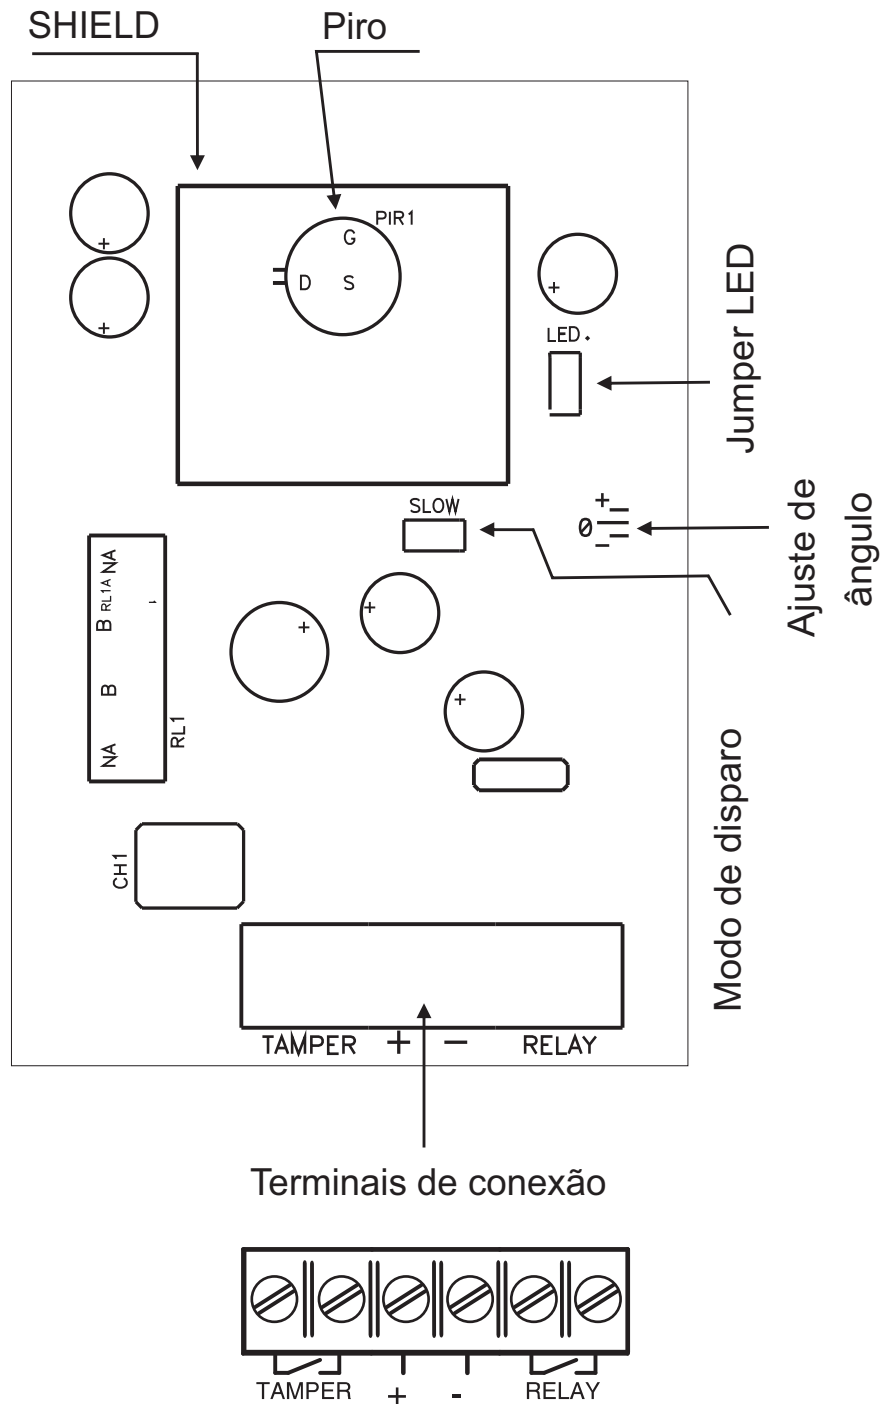 SHIELD
Piro
PIR1
G
D
S
+
+
+
LED
Jumper LED
SLOW
+
0
−
Ajuste de
ângulo
NA
RL1A
B
B
NA
1
RL1
+
+
+
Modo de disparo
CH1
TAMPER + − RELAY
Terminais de conexão
TAMPER + - RELAY